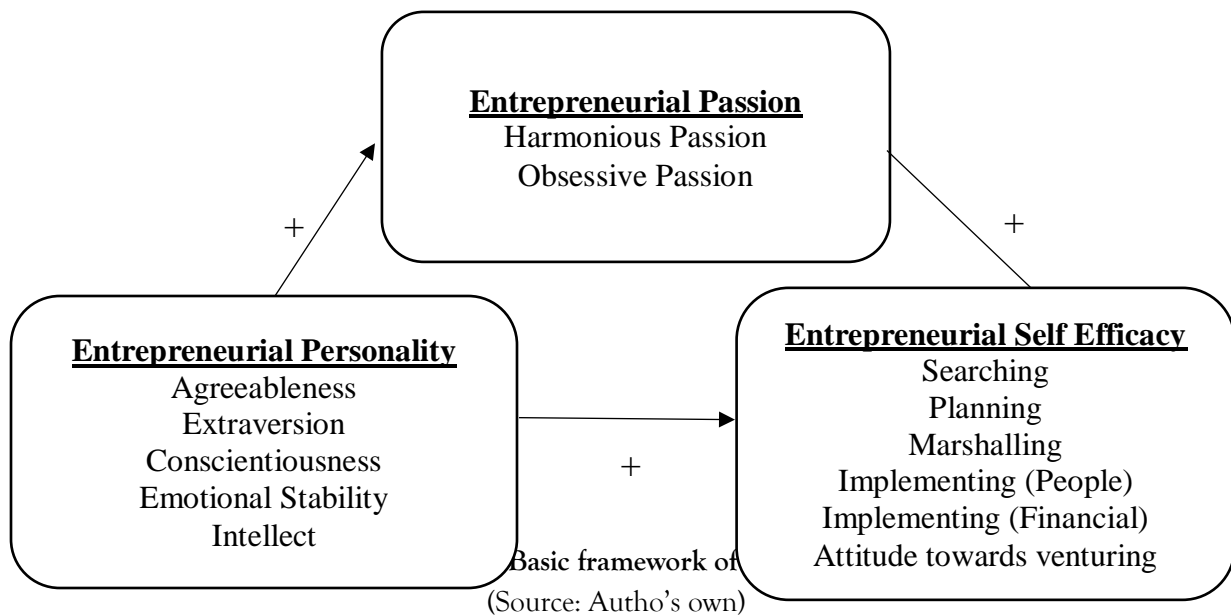 Entrepreneurial Passion
Harmonious Passion
Obsessive Passion
+
+
Entrepreneurial Personality
Agreeableness
Extraversion
Conscientiousness
Emotional Stability
Intellect
+
Entrepreneurial Self Efficacy
Searching
Planning
Marshalling
Implementing (People)
Implementing (Financial)
Attitude towards venturing
Basic framework of
(Source: Autho's own)